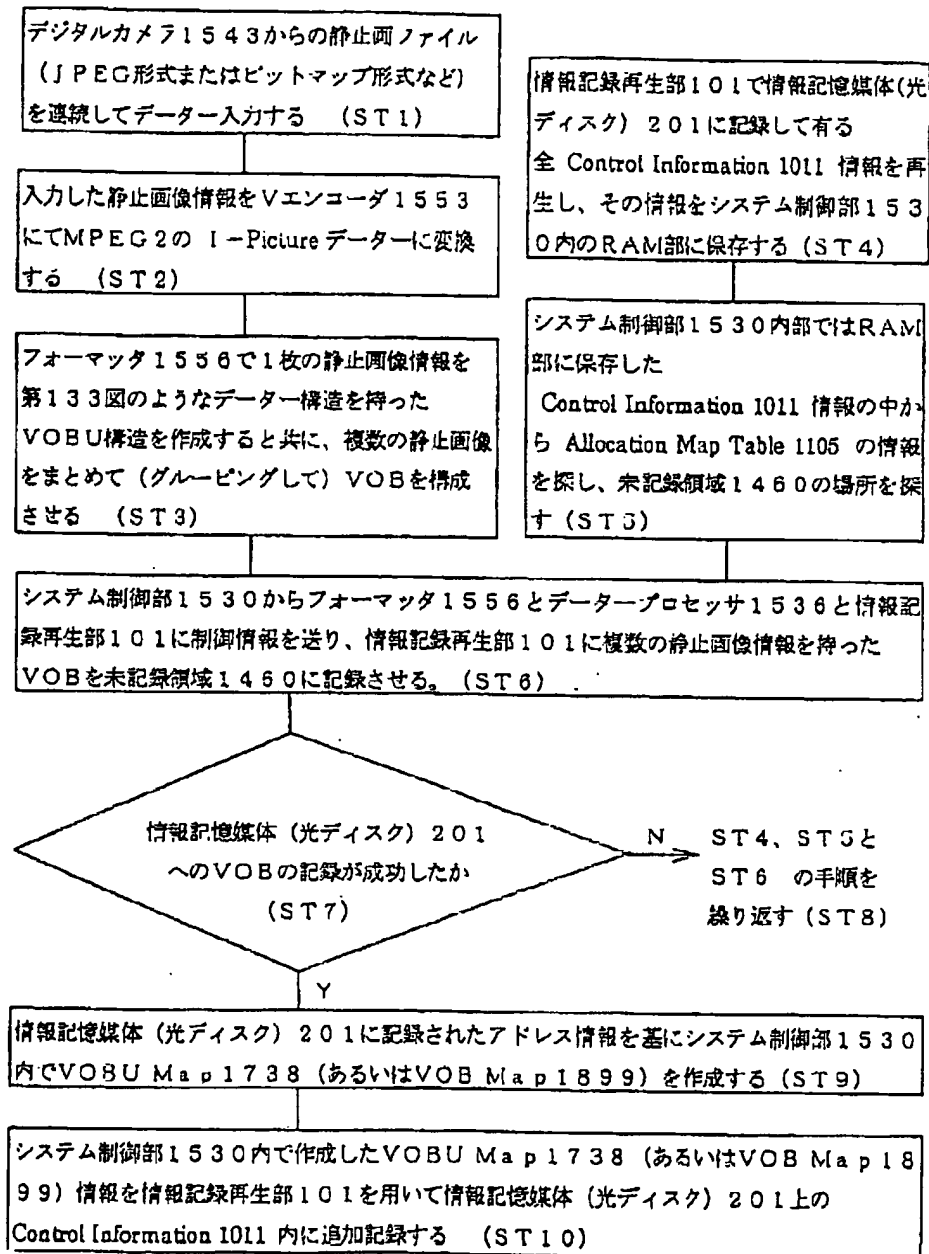 デジタルカメラ1543からの静止画ファイル
(JPEG形式またはビットマップ形式など)
を連続してデーター入力する (ST1)
入力した静止画像情報をVエンコーダ1553
にてMPEG2の I-Pictureデーターに変換
する (ST2)
フォーマッタ1556で1枚の静止画像情報を
第133図のようなデーター構造を持った
VOBU構造を作成すると共に、複数の静止画像
をまとめて(グルーピングして)VOBを構成
させる (ST3)
情報記録再生部101で情報記憶媒体(光
ディスク)201に記録して有る
全 Control Information 1011 情報を再
生し、その情報をシステム制御部153
0内のRAM部に保存する(ST4)
システム制御部1530内部ではRAM
部に保存した
Control Information 1011 情報の中か
ら Allocation Map Table 1105 の情報
を探し、未記録領域1460の場所を探
す(ST5)
システム制御部1530からフォーマッタ1556とデータープロセッサ1536と情報記
録再生部101に制御情報を送り、情報記録再生部101に複数の静止画像情報を持った
VOBを未記録領域1460に記録させる。(ST6)
情報記憶媒体(光ディスク)201
へのVOBの記録が成功したか
(ST7)
N
ST4、ST5と
ST6 の手順を
繰り返す(ST8)
Y
情報記憶媒体(光ディスク)201に記録されたアドレス情報を基にシステム制御部1530
内でVOBU Map1738(あるいはVOB Map1899)を作成する(ST9)
システム制御部1530内で作成したVOBU Map1738(あるいはVOB Map18
99)情報を情報記録再生部101を用いて情報記憶媒体(光ディスク)201上の
Control Information 1011 内に追加記録する (ST10)